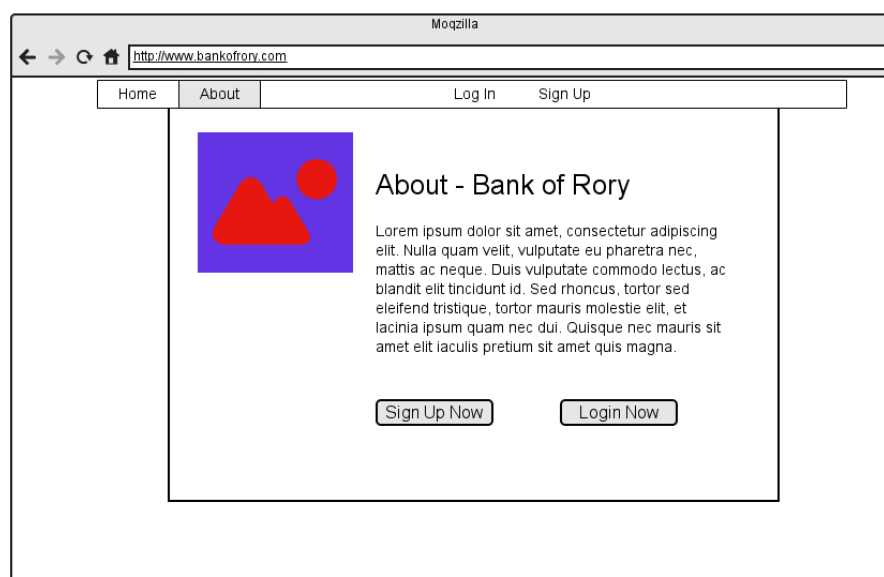 Moqzilla
http://www.bankofrory.com
Home About Log In Sign Up
About - Bank of Rory
Lorem ipsum dolor sit amet, consectetur adipiscing
elit. Nulla quam velit, vulputate eu pharetra nec,
mattis ac neque. Duis vulputate commodo lectus, ac
blandit elit tincidunt id. Sed rhoncus, tortor sed
eleifend tristique, tortor mauris molestie elit, et
lacinia ipsum quam nec dui. Quisque nec mauris sit
amet elit iaculis pretium sit amet quis magna.
Sign Up Now Login Now